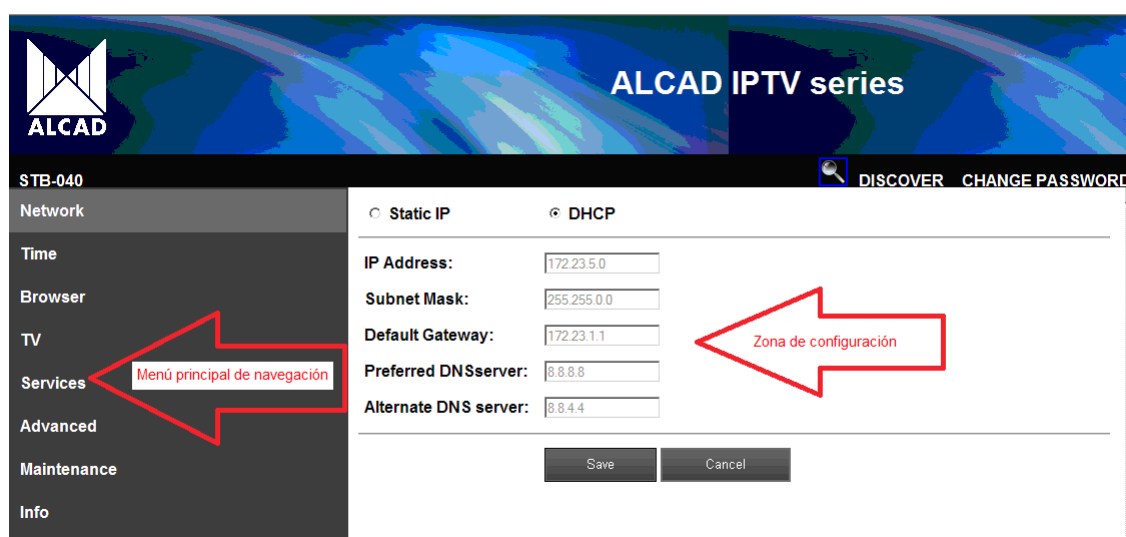 ALCAD
ALCAD IPTV series
STB-040
DISCOVER CHANGE PASSWORD
Network
Time
Browser
TV
Services
Advanced
Maintenance
Info
Menú principal de navegación
Static IP DHCP
IP Address: 172.23.5.0
Subnet Mask: 255.255.0.0
Default Gateway: 172.23.1.1
Preferred DNSserver: 8.8.8.8
Alternate DNS server: 8.8.4.4
Zona de configuración
Save Cancel